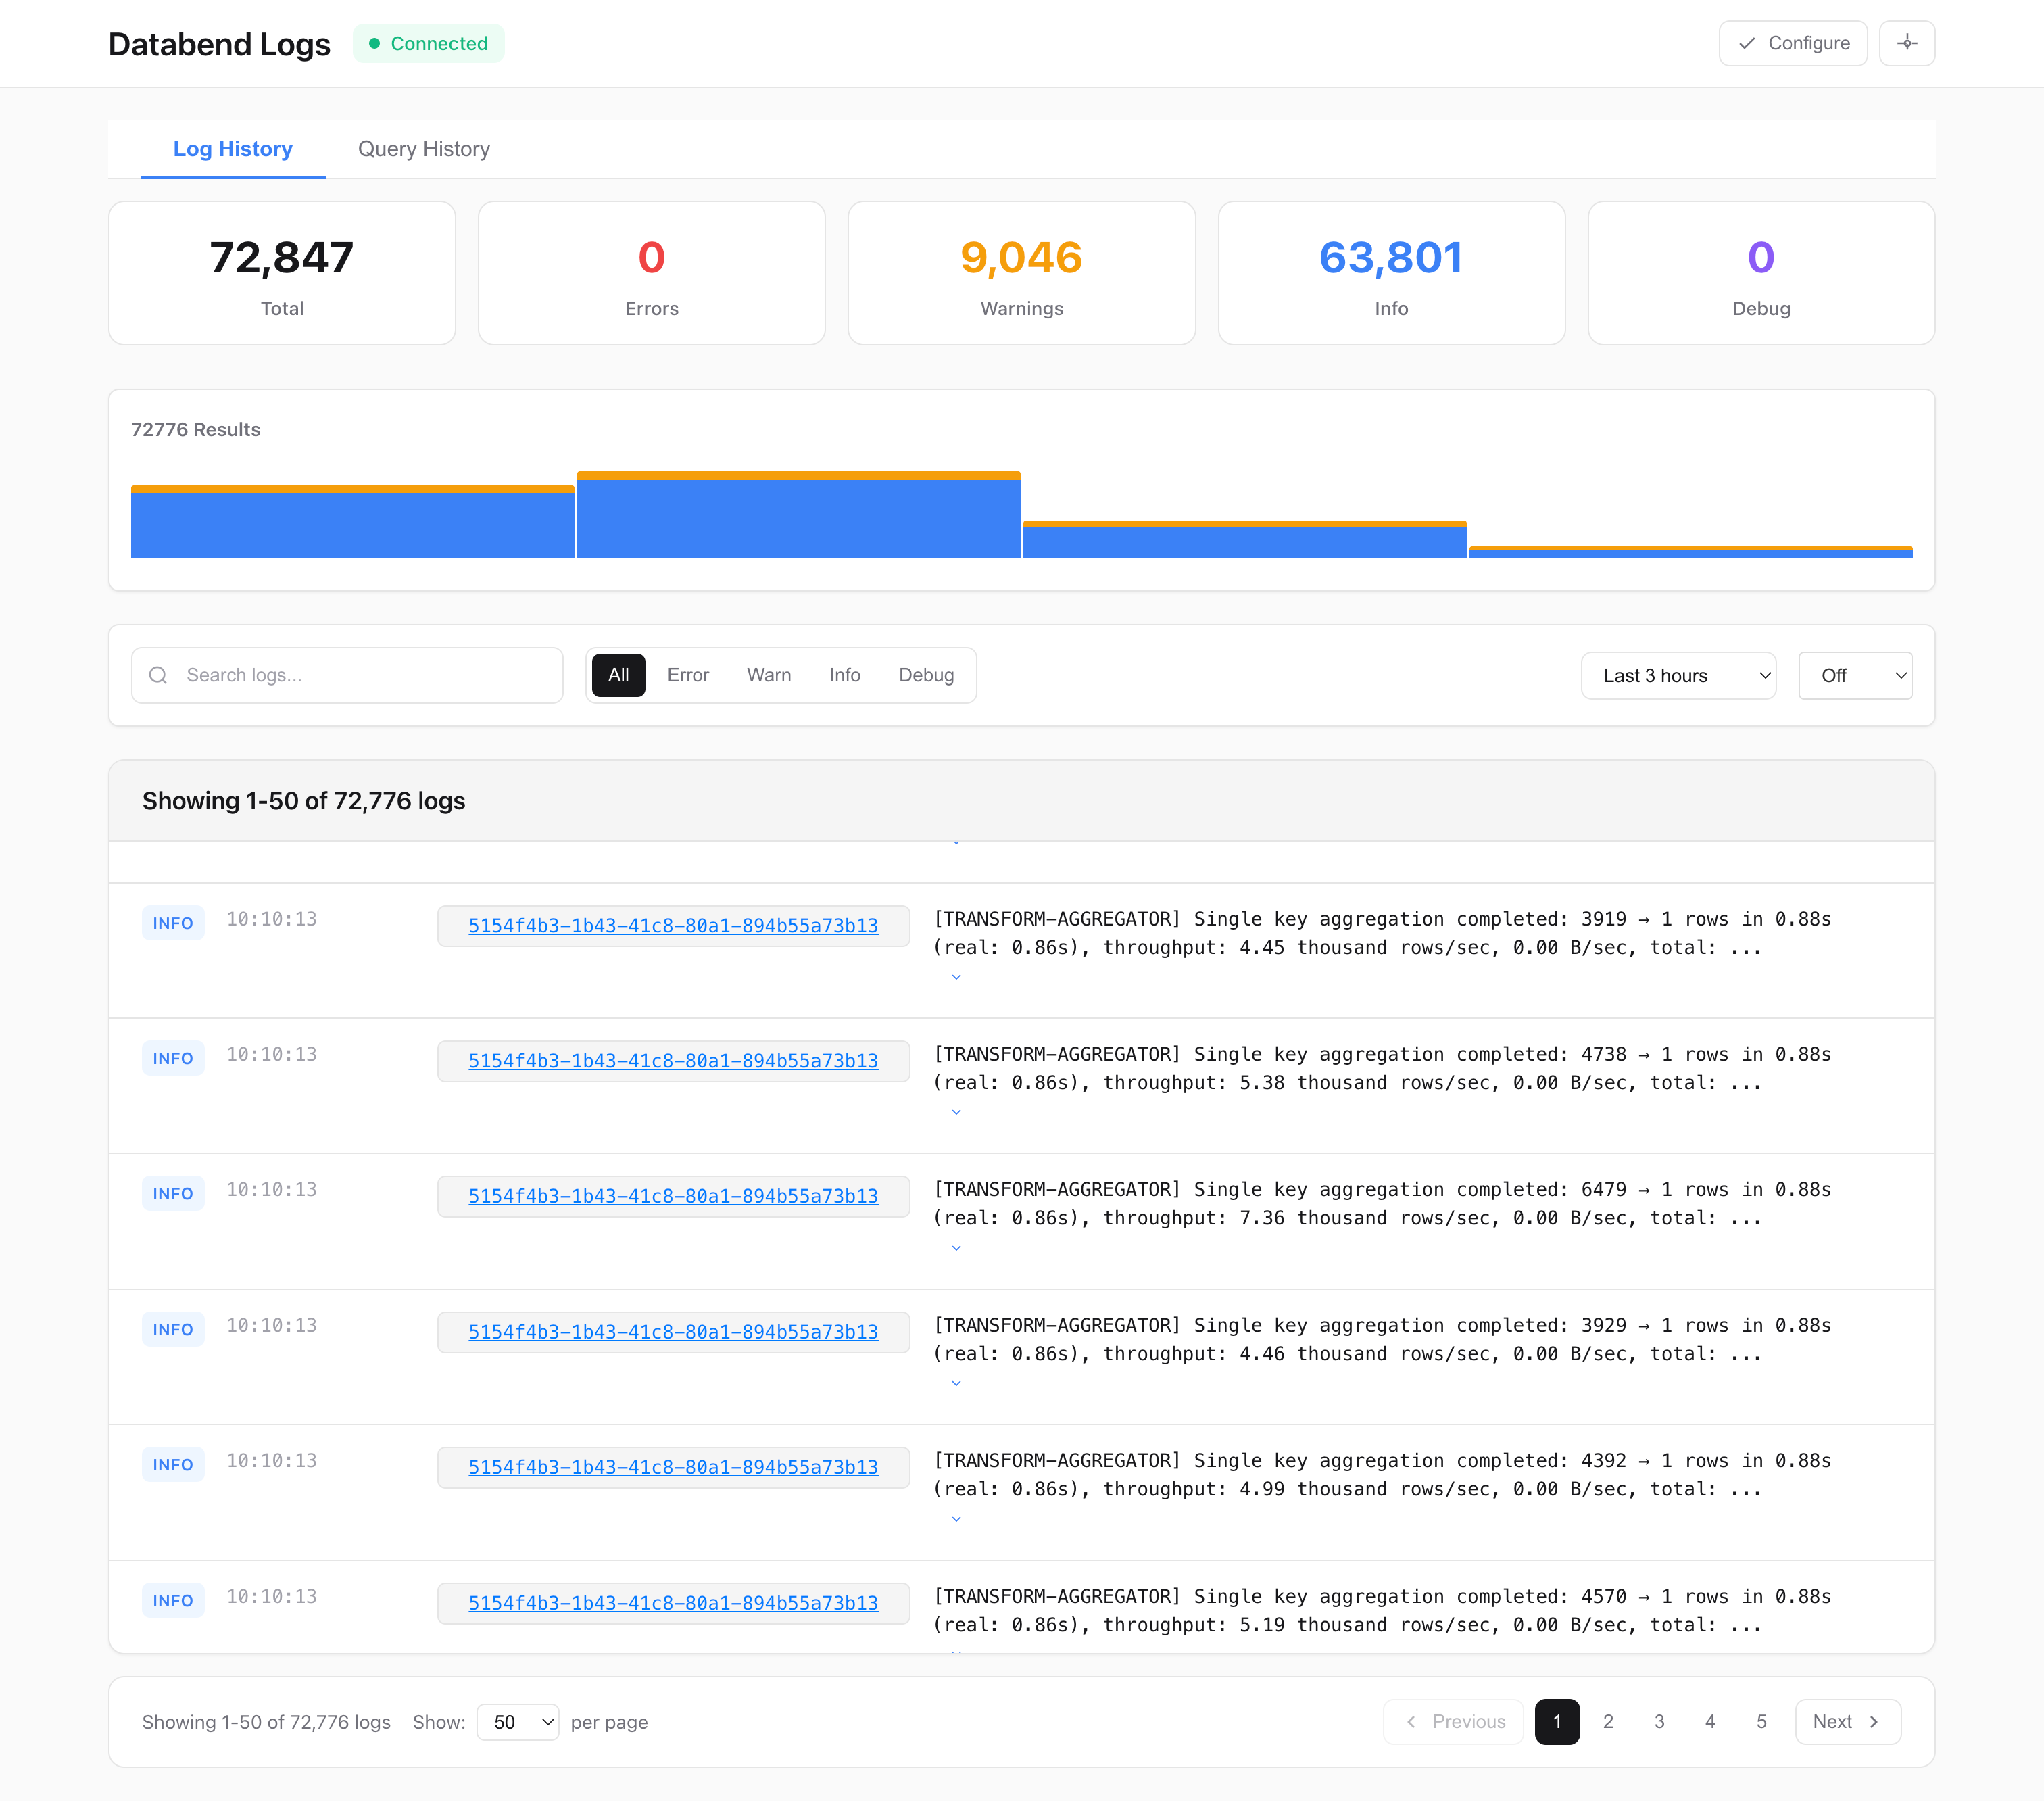 Databend Logs
Connected
Configure
Log History
Query History
72,847
Total
0
Errors
9,046
Warnings
63,801
Info
0
Debug
72776 Results
Search logs...
All
Error
Warn
Info
Debug
Last 3 hours
Off
Showing 1-50 of 72,776 logs
INFO
10:10:13
5154f4b3-1b43-41c8-80a1-894b55a73b13
[TRANSFORM-AGGREGATOR] Single key aggregation completed: 3919 → 1 rows in 0.88s
(real: 0.86s), throughput: 4.45 thousand rows/sec, 0.00 B/sec, total: ...
INFO
10:10:13
5154f4b3-1b43-41c8-80a1-894b55a73b13
[TRANSFORM-AGGREGATOR] Single key aggregation completed: 4738 → 1 rows in 0.88s
(real: 0.86s), throughput: 5.38 thousand rows/sec, 0.00 B/sec, total: ...
INFO
10:10:13
5154f4b3-1b43-41c8-80a1-894b55a73b13
[TRANSFORM-AGGREGATOR] Single key aggregation completed: 6479 → 1 rows in 0.88s
(real: 0.86s), throughput: 7.36 thousand rows/sec, 0.00 B/sec, total: ...
INFO
10:10:13
5154f4b3-1b43-41c8-80a1-894b55a73b13
[TRANSFORM-AGGREGATOR] Single key aggregation completed: 3929 → 1 rows in 0.88s
(real: 0.86s), throughput: 4.46 thousand rows/sec, 0.00 B/sec, total: ...
INFO
10:10:13
5154f4b3-1b43-41c8-80a1-894b55a73b13
[TRANSFORM-AGGREGATOR] Single key aggregation completed: 4392 → 1 rows in 0.88s
(real: 0.86s), throughput: 4.99 thousand rows/sec, 0.00 B/sec, total: ...
INFO
10:10:13
5154f4b3-1b43-41c8-80a1-894b55a73b13
[TRANSFORM-AGGREGATOR] Single key aggregation completed: 4570 → 1 rows in 0.88s
(real: 0.86s), throughput: 5.19 thousand rows/sec, 0.00 B/sec, total: ...
Showing 1-50 of 72,776 logs Show: 50 per page
Previous 1 2 3 4 5 Next